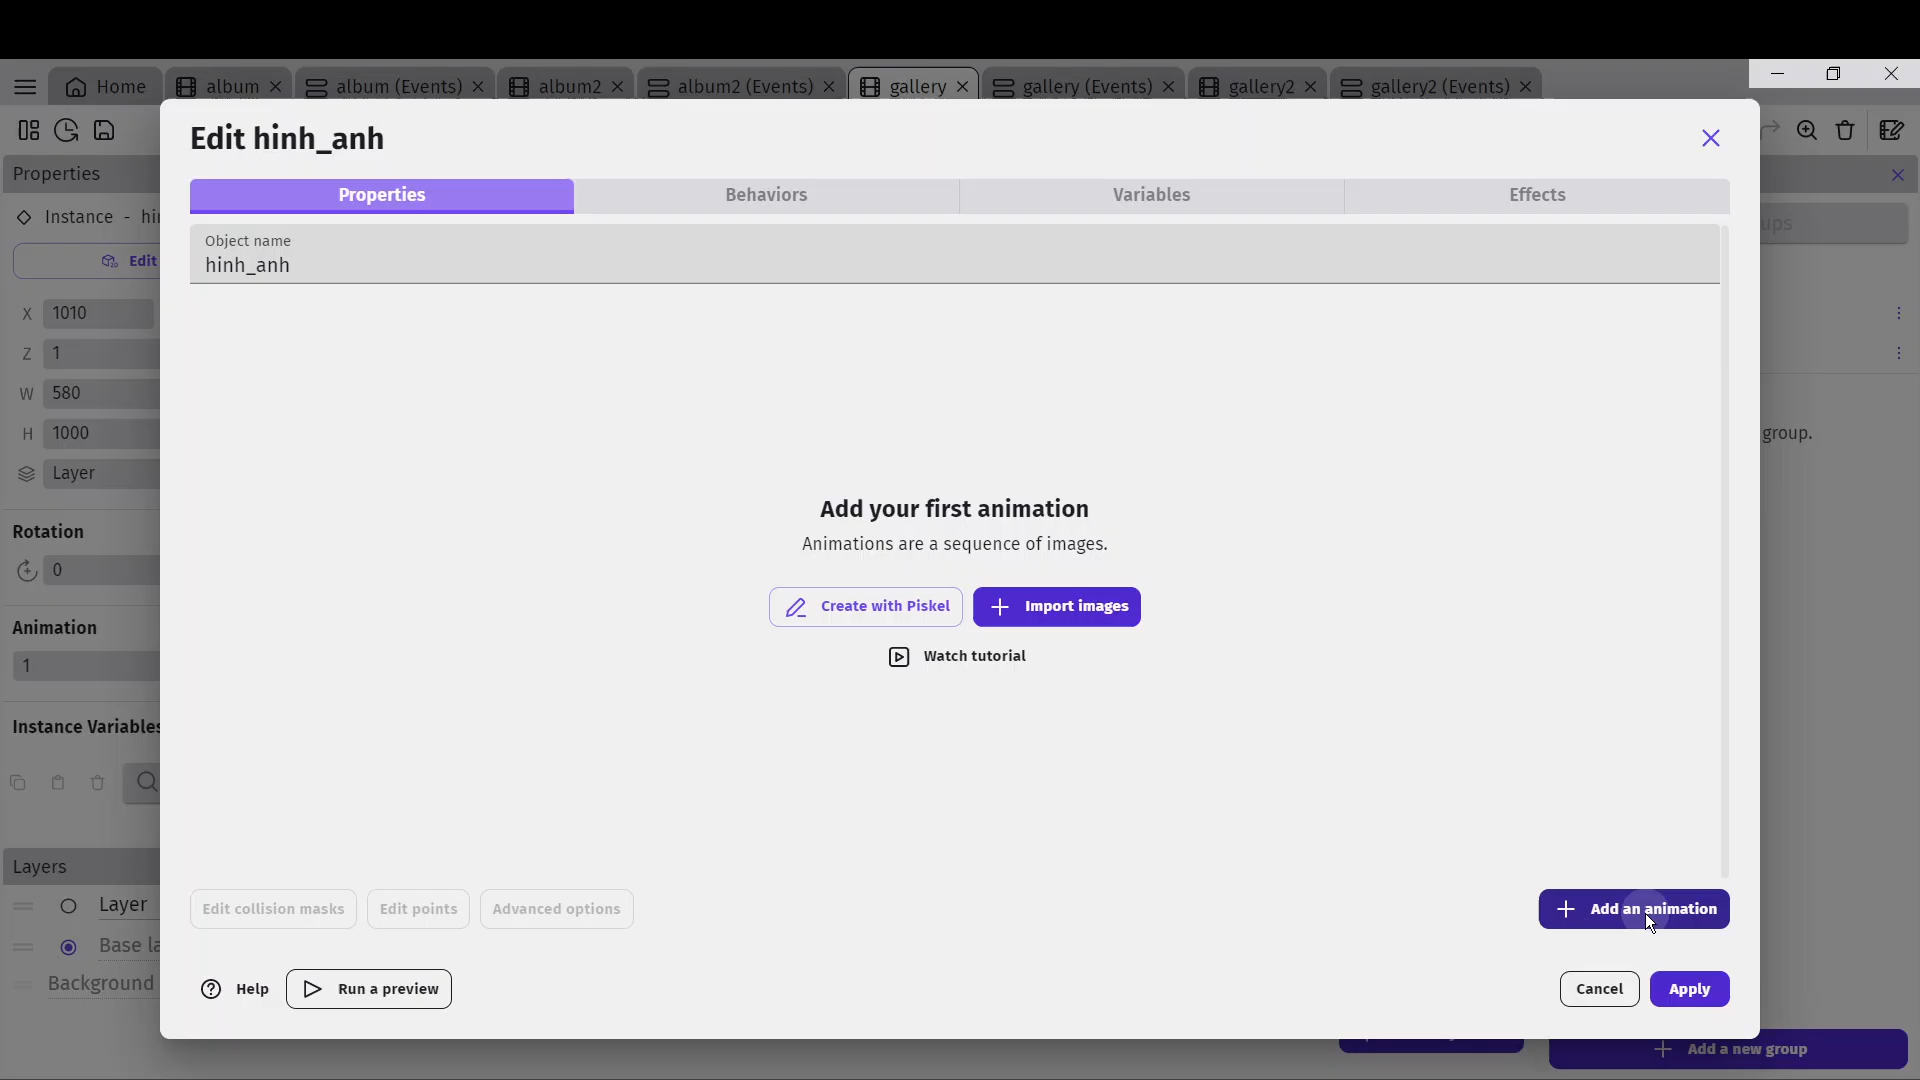 Home
album
album (Events)
album2
album2 (Events)
gallery
gallery (Events)
gallery2
gallery2 (Events)
Edit hinh_anh
Properties
Properties
Behaviors
Variables
Effects
Instance - hi
Object name
hinh_anh
Edit
X 1010
Z 1
W 580
H 1000
Layer
group.
Add your first animation
Animations are a sequence of images.
Rotation
0
Create with Piskel
Import images
Animation
Watch tutorial
1
Instance Variables
Layers
Layer
Edit collision masks
Edit points
Advanced options
Add an animation
Base la
Background
Help
Run a preview
Cancel
Apply
Add a new group